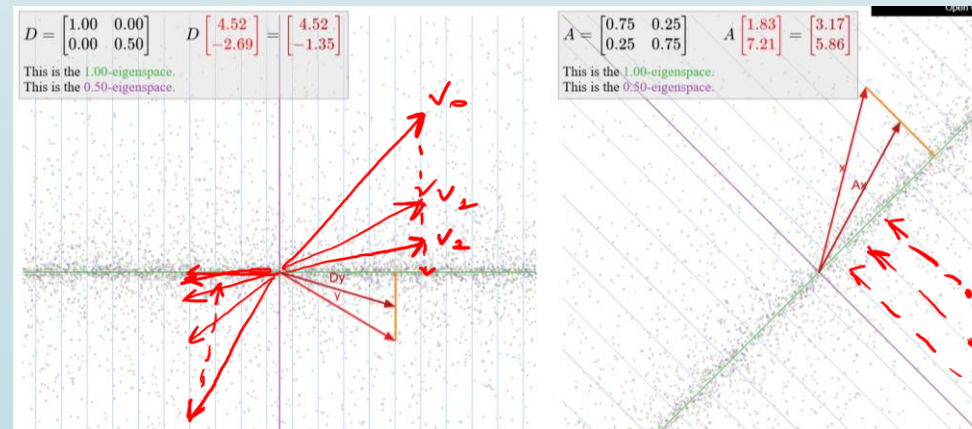 D = [1.00 0.00
0.00 0.50] D [4.52
-2.69] = [4.52
-1.35]
This is the 1.00-eigenspace.
This is the 0.50-eigenspace.
V₀
V₁
V₂
Dy
y
Open
A = [0.75 0.25
0.25 0.75] A [1.83
7.21] = [3.17
5.86]
This is the 1.00-eigenspace.
This is the 0.50-eigenspace.
x
Ax